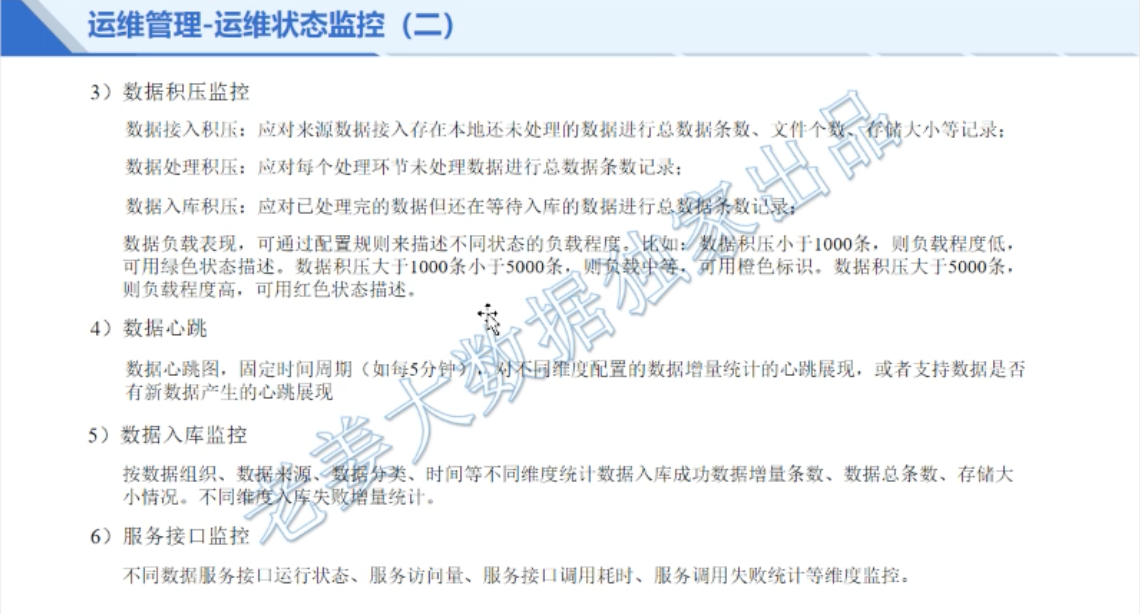 运维管理-运维状态监控（二）
3）数据积压监控
数据接入积压：应对来源数据接入存在本地还未处理的数据进行总数据条数、文件个数、存储大小等记录；
数据处理积压：应对每个处理环节未处理数据进行总数据条数记录；
数据入库积压：应对已处理完的数据但还在等待入库的数据进行总数据条数记录；
数据负载表现，可通过配置规则来描述不同状态的负载程度。比如：数据积压小于1000条，则负载程度低，
可用绿色状态描述。数据积压大于1000条小于5000条，则负载中等，可用橙色标识。数据积压大于5000条，
则负载程度高，可用红色状态描述。
4）数据心跳
数据心跳图，固定时间周期（如每5分钟），对不同维度配置的数据增量统计的心跳展现，或者支持数据是否
有新数据产生的心跳展现
5）数据入库监控
按数据组织、数据来源、数据分类、时间等不同维度统计数据入库成功数据增量条数、数据总条数、存储大
小情况。不同维度入库失败增量统计。
6）服务接口监控
不同数据服务接口运行状态、服务访问量、服务接口调用耗时、服务调用失败统计等维度监控。
老姜大数据独家出品